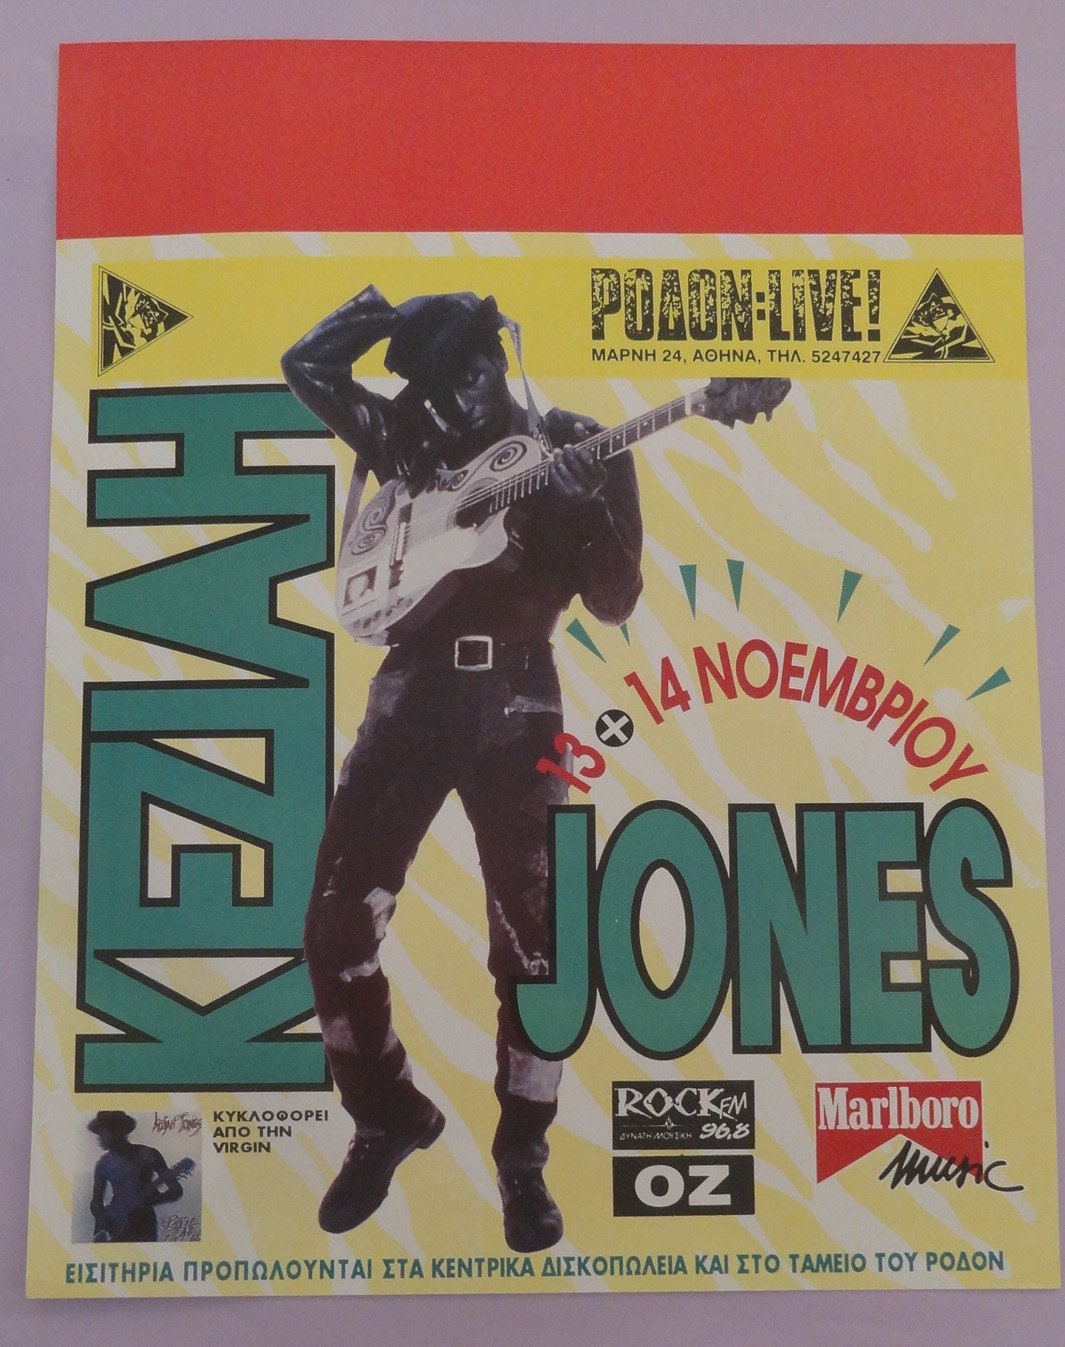 ΡΟΔΟΝ:LIVE!
ΜΑΡΝΗ 24, ΑΘΗΝΑ, ΤΗΛ. 5247427
KEZIAH
13 × 14 ΝΟΕΜΒΡΙΟΥ
JONES
ΚΥΚΛΟΦΟΡΕΙ
ΑΠΟ ΤΗΝ
VIRGIN
ROCK FM
ΔΥΝΑΤΗ ΜΟΥΣΙΚΗ 96,8
OZ
Marlboro
Music
ΕΙΣΙΤΗΡΙΑ ΠΡΟΠΩΛΟΥΝΤΑΙ ΣΤΑ ΚΕΝΤΡΙΚΑ ΔΙΣΚΟΠΩΛΕΙΑ ΚΑΙ ΣΤΟ ΤΑΜΕΙΟ ΤΟΥ ΡΟΔΟΝ